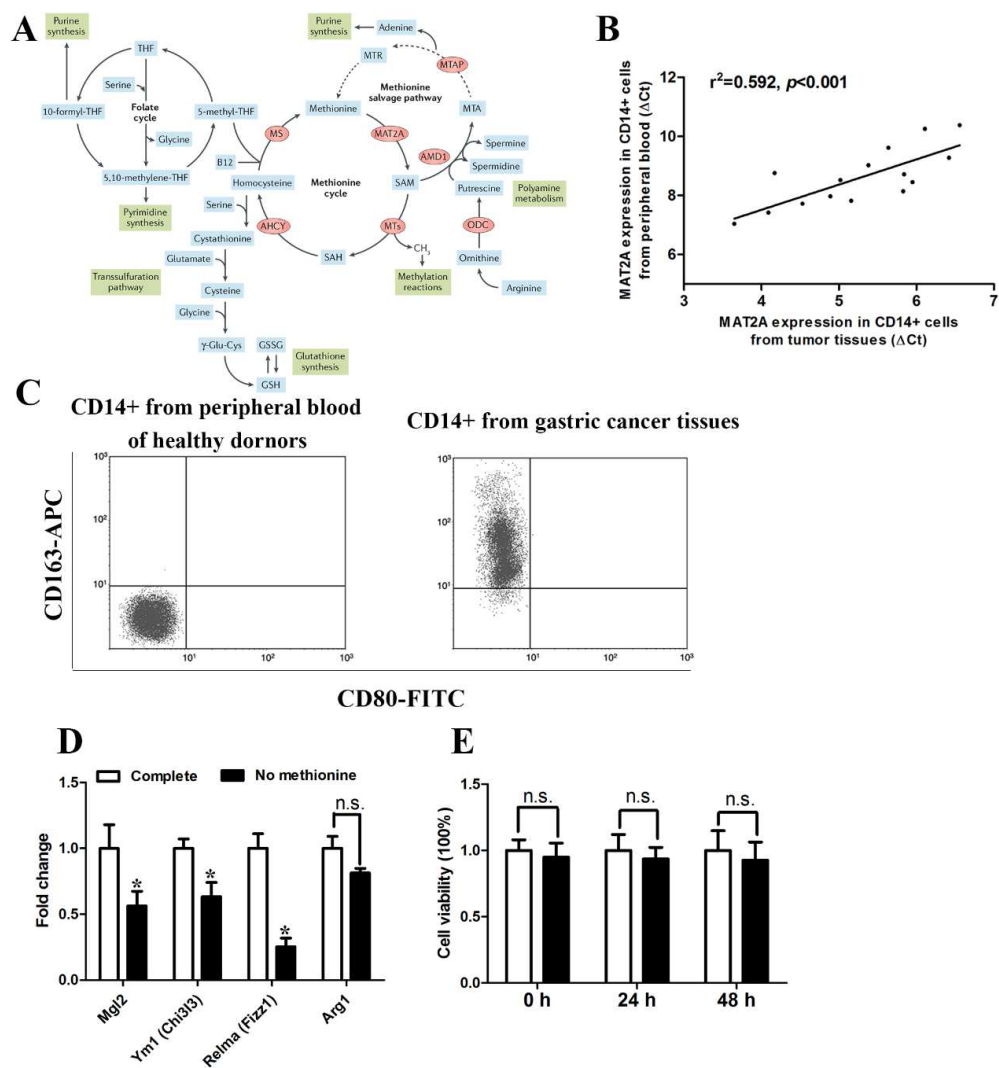 A
Purine
synthesis
THF
Serine
10-formyl-THF
Folate
cycle
5-methyl-THF
Glycine
5,10-methylene-THF
Pyrimidine
synthesis
Purine
synthesis
Adenine
MTR
MTAP
Methionine
salvage pathway
Methionine
MTA
MS
MAT2A
AMD1
Spermine
Spermidine
B12
Homocysteine
Methionine
cycle
SAM
Putrescine
Polyamine
metabolism
Serine
AHCY
MTs
ODC
Cystathionine
SAH
CH3
Ornithine
Glutamate
Transulfuration
pathway
Methylation
reactions
Arginine
Cysteine
Glycine
γ-Glu-Cys
GSSG
Glutathione
synthesis
GSH
B
r2=0.592, p<0.001
MAT2A expression in CD14+ cells
from peripheral blood (ΔCt)
12
10
8
6
3
4
5
6
7
MAT2A expression in CD14+ cells
from tumor tissues (ΔCt)
C
CD14+ from peripheral blood
of healthy dornors
CD14+ from gastric cancer tissues
CD163-APC
103
102
101
101
102
103
103
102
101
101
102
103
CD80-FITC
D
Complete
No methionine
Fold change
1.5
1.0
0.5
0.0
*
*
*
n.s.
Mgl2
Ym1 (Chi3l3)
Relma (Fizz1)
Arg1
E
Cell viability (100%)
1.5
1.0
0.5
0.0
n.s.
n.s.
n.s.
0 h
24 h
48 h